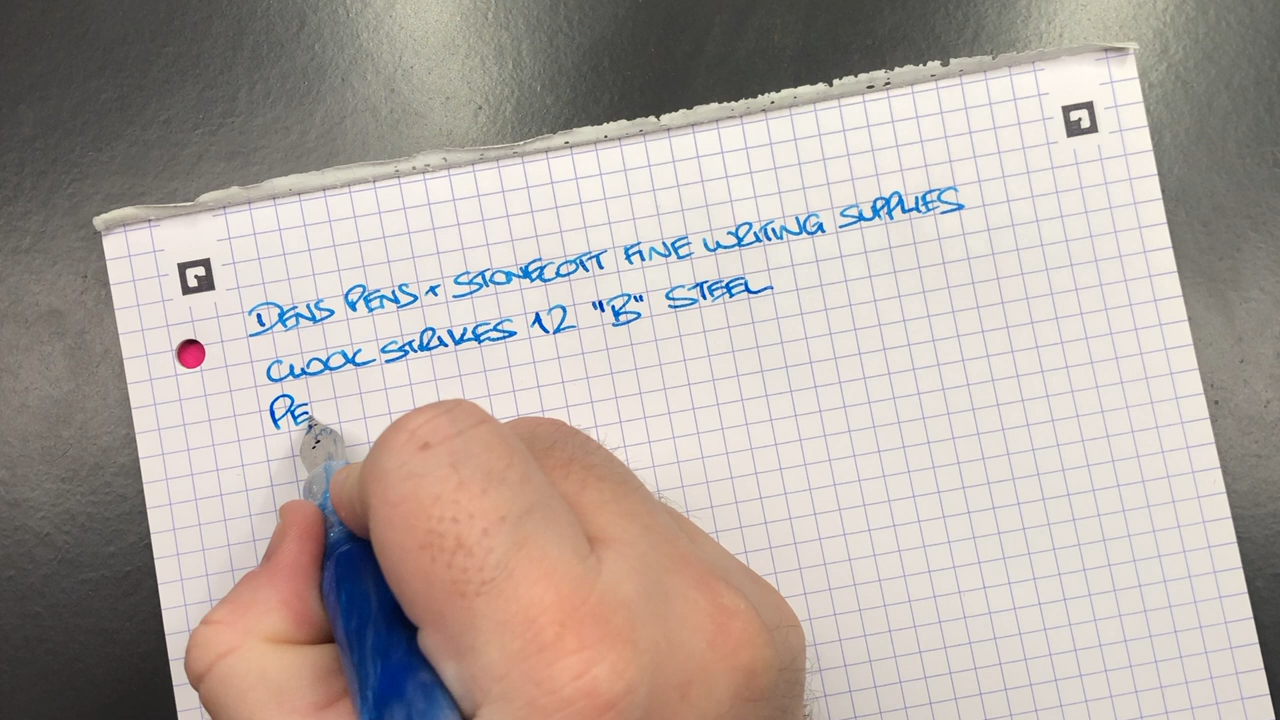 DENS PENS + STONECOTT FINE WRITING SUPPLIES
CLOCK STRIKES 12 "B" STEEL
PE